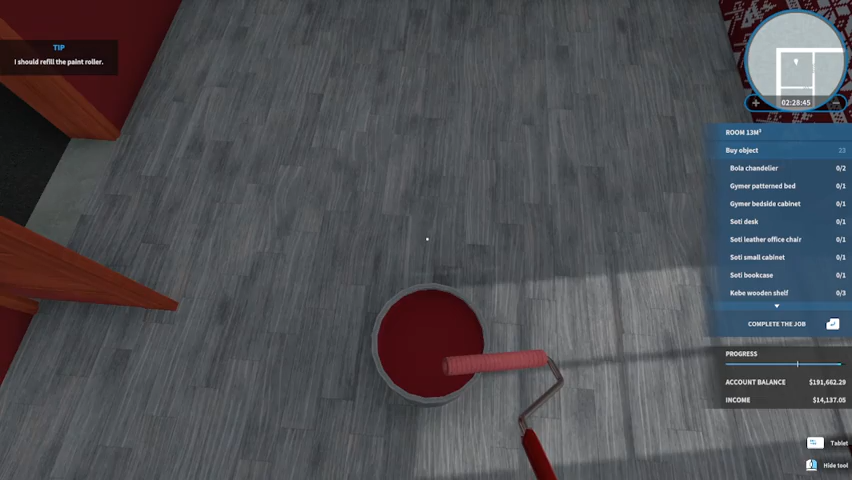 TIP
I should refill the paint roller.
02:28:45
ROOM 13M²
Buy object 23
Bola chandelier 0/2
Gymer patterned bed 0/1
Gymer bedside cabinet 0/1
Soti desk 0/1
Soti leather office chair 0/1
Soti small cabinet 0/1
Soti bookcase 0/1
Kebe wooden shelf 0/3
COMPLETE THE JOB
PROGRESS
ACCOUNT BALANCE $191,662.29
INCOME $14,137.05
Tablet
Hide tool